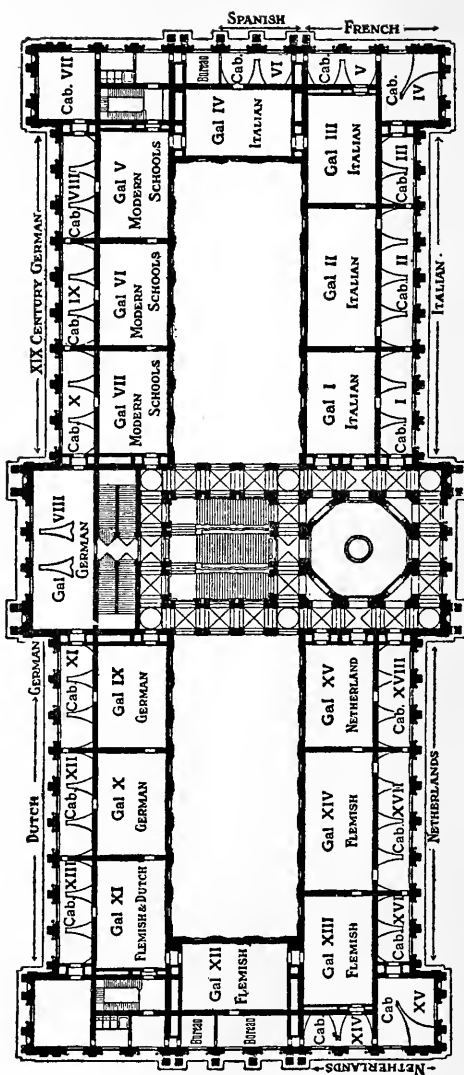 SPANISH
FRENCH
Cab. VII
Bureau
Cab. VI
Cab. V
Cab. IV
Gal IV
ITALIAN
Gal III
ITALIAN
Cab. VIII
Gal V
MODERN SCHOOLS
Cab. III
XIX CENTURY GERMAN
Cab. IX
Gal VI
MODERN SCHOOLS
Gal II
ITALIAN
Cab. II
ITALIAN
Cab. X
Gal VII
MODERN SCHOOLS
Gal I
ITALIAN
Cab. I
Gal VIII
GERMAN
GERMAN
Cab. XI
Gal IX
GERMAN
Gal XV
NETHERLAND
Cab. XVIII
DUTCH
Cab. XII
Gal X
GERMAN
Gal XIV
FLEMISH
Cab. XVII
NETHERLANDS
Cab. XIII
Gal XI
FLEMISH & DUTCH
Gal XIII
FLEMISH
Cab. XVI
Gal XII
FLEMISH
Bureau
Bureau
Cab. XIV
Cab XV
NETHERLANDS